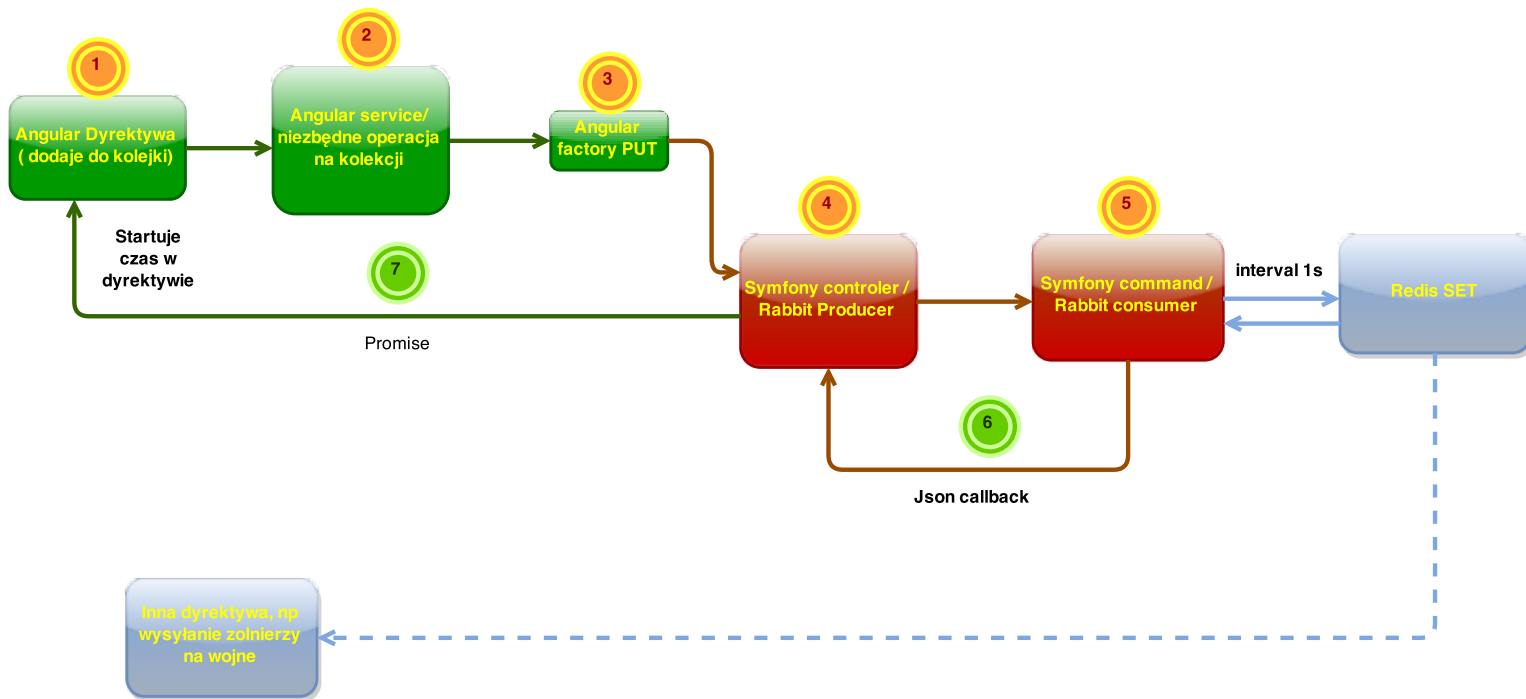 1
Angular Dyrektywa
( dodaje do kolejki)
2
Angular service/
niezbędne operacja
na kolekcji
3
Angular
factory PUT
4
Symfony controler /
Rabbit Producer
5
Symfony command /
Rabbit consumer
interval 1s
Redis SET
Startuje
czas w
dyrektywie
7
Promise
6
Json callback
Inna dyrektywa, np
wysyłanie zolnierzy
na wojne